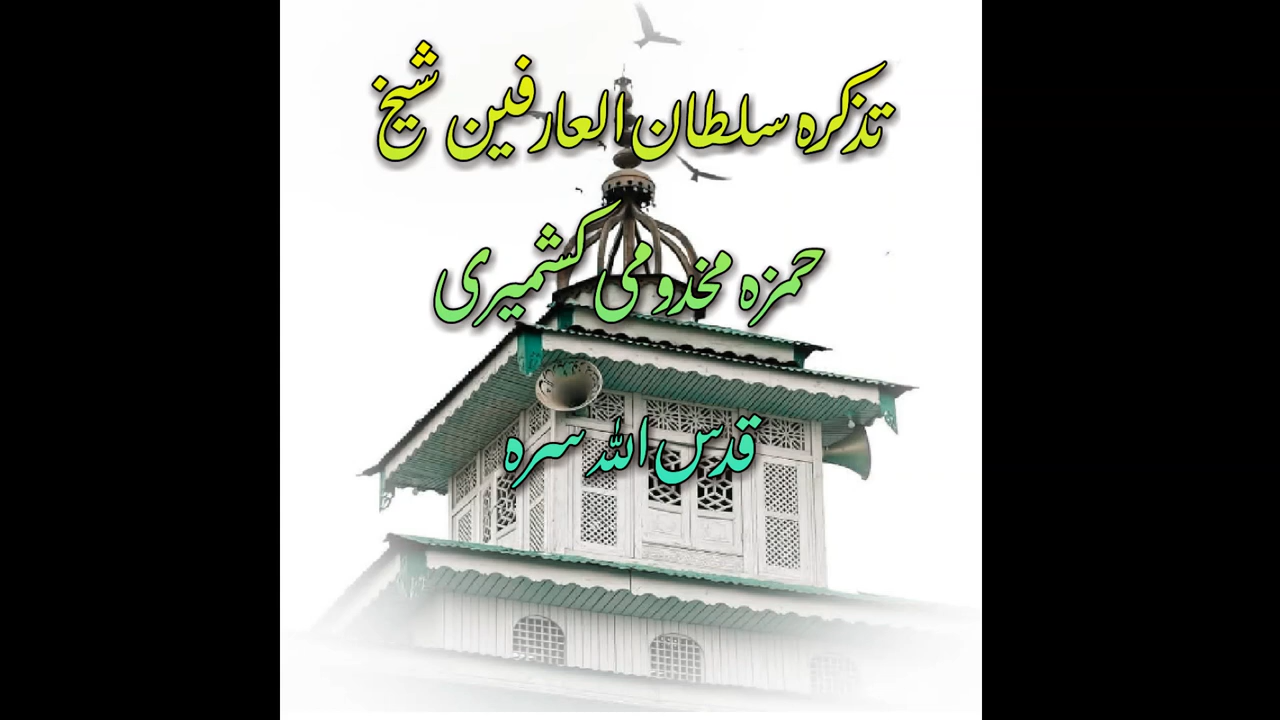 تذکرہ سلطان العارفین شیخ
حمزہ مخدومی کشمیری
قدس اللہ سرہ